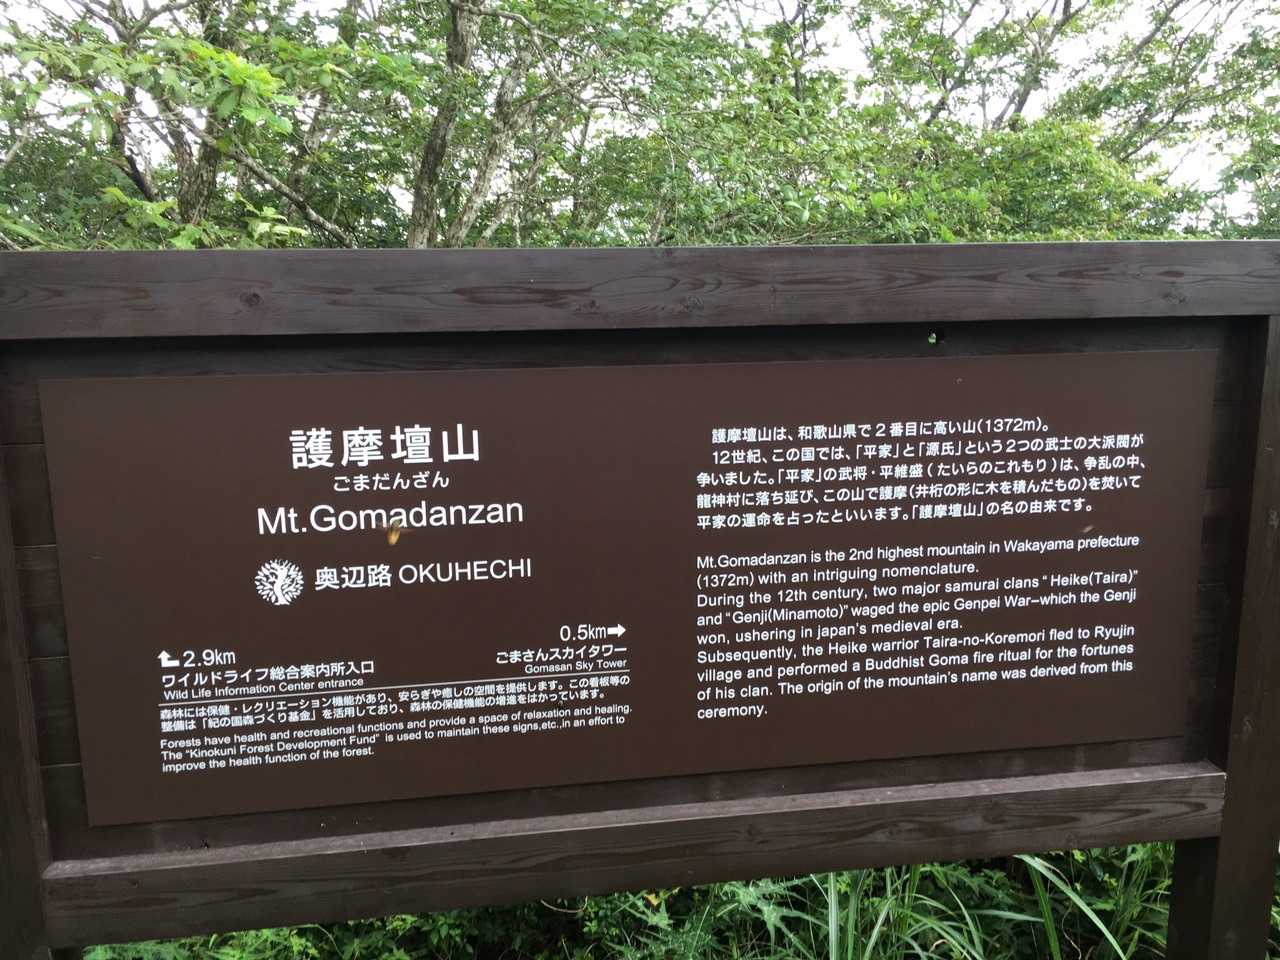 護摩壇山
ごまだんざん
Mt.Gomadanzan
奥辺路 OKUHECHI
2.9km
ワイルドライフ総合案内所入口
Wild Life Information Center entrance
0.5km
ごまさんスカイタワー
Gomasan Sky Tower
森林には保健・レクリエーション機能があり、安らぎや癒しの空間を提供します。この看板等の
整備は「紀の国森づくり基金」を活用しており、森林の保健機能の増進をはかっています。
Forests have health and recreational functions and provide a space of relaxation and healing.
The "Kinokuni Forest Development Fund" is used to maintain these signs,etc.,in an effort to
improve the health function of the forest.
護摩壇山は、和歌山県で2番目に高い山(1372m)。
12世紀、この国では、「平家」と「源氏」という2つの武士の大派閥が
争いました。「平家」の武将・平維盛(たいらのこれもり)は、争乱の中、
龍神村に落ち延び、この山で護摩(井桁の形に木を積んだもの)を焚いて
平家の運命を占ったといいます。「護摩壇山」の名の由来です。
Mt.Gomadanzan is the 2nd highest mountain in Wakayama prefecture
(1372m) with an intriguing nomenclature.
During the 12th century, two major samurai clans "Heike(Taira)"
and "Genji(Minamoto)" waged the epic Genpei War—which the Genji
won, ushering in japan's medieval era.
Subsequently, the Heike warrior Taira-no-Koremori fled to Ryujin
village and performed a Buddhist Goma fire ritual for the fortunes
of his clan. The origin of the mountain's name was derived from this
ceremony.